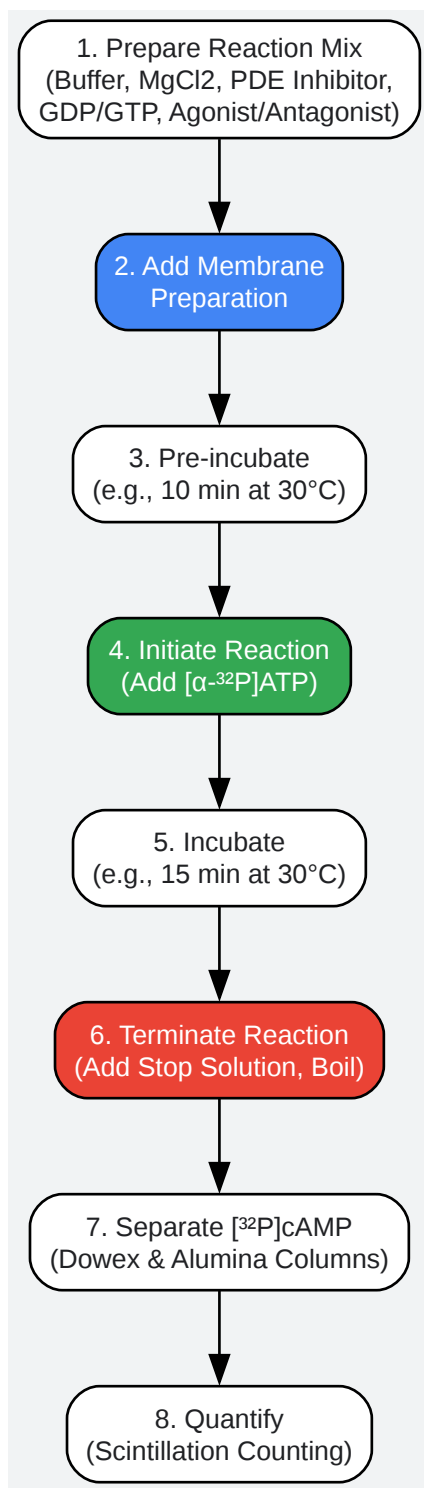 1. Prepare Reaction Mix
(Buffer, MgCl2, PDE Inhibitor,
GDP/GTP, Agonist/Antagonist)
2. Add Membrane
Preparation
3. Pre-incubate
(e.g., 10 min at 30°C)
4. Initiate Reaction
(Add [α-³²P]ATP)
5. Incubate
(e.g., 15 min at 30°C)
6. Terminate Reaction
(Add Stop Solution, Boil)
7. Separate [³²P]cAMP
(Dowex & Alumina Columns)
8. Quantify
(Scintillation Counting)